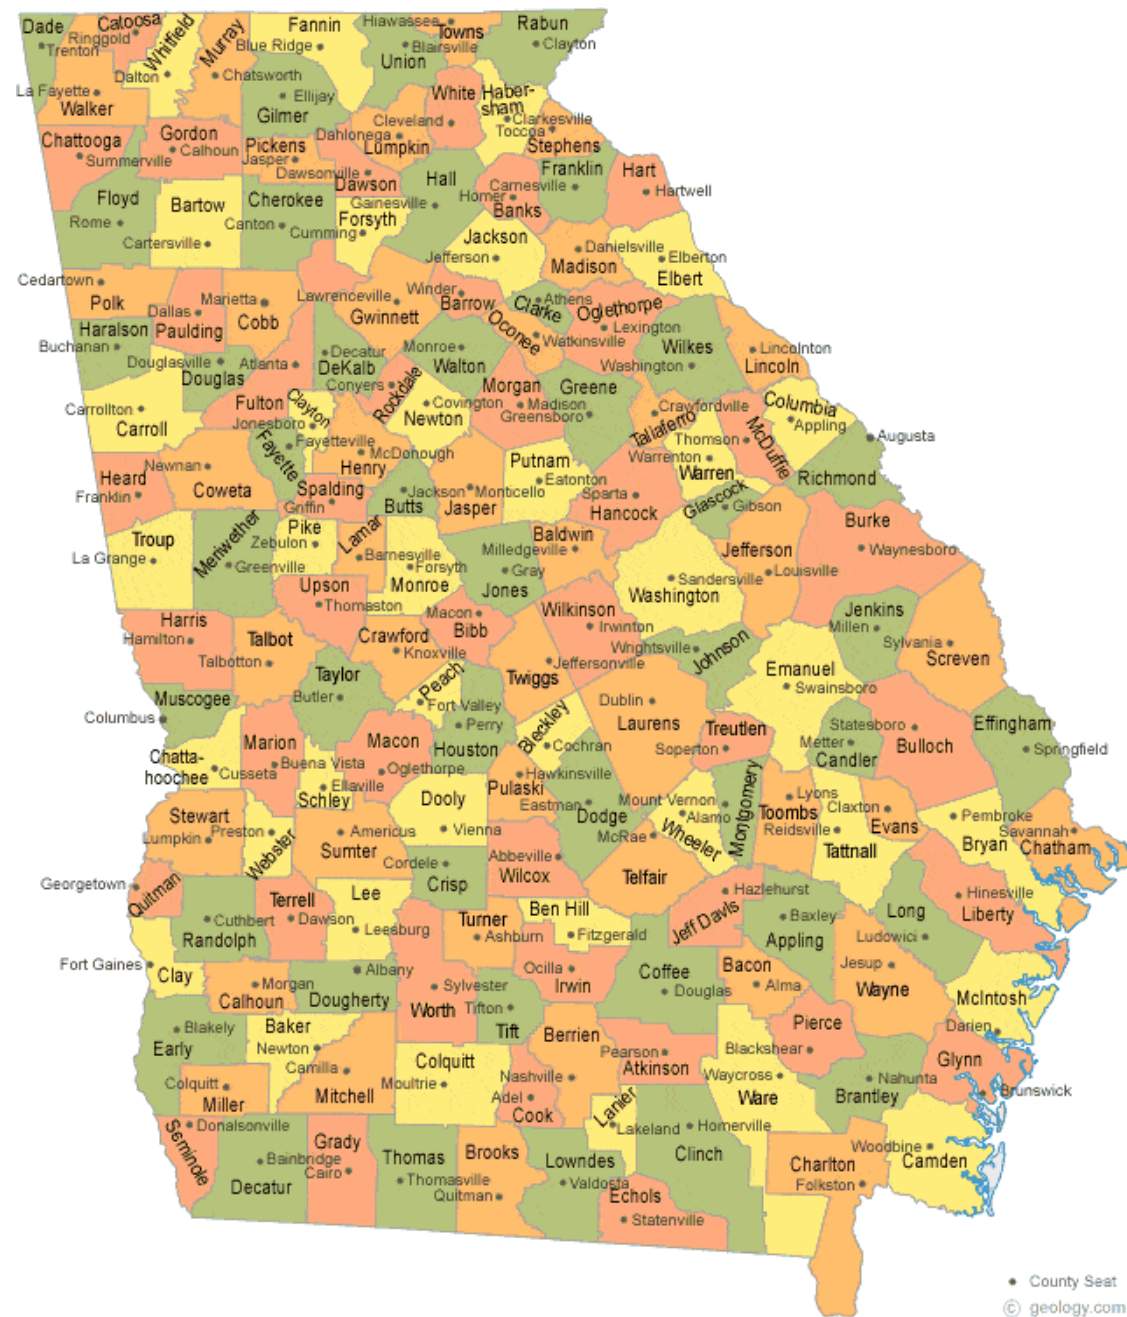 Dade
Trenton
Catoosa
Ringgold
Whitfield
Dalton
Murray
Chatsworth
Fannin
Blue Ridge
Hiawassee
Towns
Blairsville
Union
Rabun
Clayton
La Fayette
Walker
Ellijay
Gilmer
White
Cleveland
Haber-
sham
Clarkesville
Toccoa
Stephens
Chattooga
Summerville
Gordon
Calhoun
Pickens
Jasper
Dahlonega
Lumpkin
Dawsonville
Dawson
Hall
Gainesville
Carnesville
Franklin
Homer
Banks
Hart
Hartwell
Floyd
Rome
Bartow
Cartersville
Cherokee
Canton
Forsyth
Cumming
Jackson
Jefferson
Danielsville
Madison
Elberton
Elbert
Cedartown
Polk
Dallas
Paulding
Marietta
Cobb
Lawrenceville
Gwinnett
Winder
Barrow
Clarke
Athens
Oconee
Watkinsville
Oglethorpe
Lexington
Haralson
Buchanan
Douglasville
Douglas
Atlanta
Fulton
Decatur
DeKalb
Conyers
Rockdale
Monroe
Walton
Morgan
Madison
Greene
Greensboro
Washington
Wilkes
Lincolnton
Lincoln
Carrollton
Carroll
Clayton
Jonesboro
Fayetteville
Fayette
McDonough
Henry
Covington
Newton
Crawfordville
Taliaferro
Thomson
McDuffie
Columbia
Appling
Augusta
Richmond
Heard
Franklin
Newnan
Coweta
Spalding
Griffin
Butts
Jackson
Monticello
Jasper
Putnam
Eatonton
Sparta
Hancock
Warrenton
Warren
Glascock
Gibson
Troup
La Grange
Meriwether
Greenville
Pike
Zebulon
Lamar
Barnesville
Forsyth
Monroe
Milledgeville
Baldwin
Gray
Jones
Sandersville
Washington
Jefferson
Louisville
Burke
Waynesboro
Harris
Hamilton
Talbot
Talbotton
Upson
Thomaston
Crawford
Knoxville
Macon
Bibb
Wilkinson
Irwinton
Jeffersonville
Twiggs
Wrightsville
Johnson
Emanuel
Swainsboro
Jenkins
Millen
Sylvania
Screven
Muscogee
Columbus
Taylor
Butler
Peach
Fort Valley
Perry
Houston
Bleckley
Cochran
Dublin
Laurens
Treutlen
Soperton
Statesboro
Bulloch
Metter
Candler
Effingham
Springfield
Chatta-
hoochee
Cusseta
Marion
Buena Vista
Macon
Oglethorpe
Schley
Ellaville
Dooly
Vienna
Hawkinsville
Pulaski
Eastman
Dodge
Mount Vernon
Montgomery
Alamo
Wheeler
McRae
Lyons
Toombs
Reidsville
Tattnall
Claxton
Evans
Pembroke
Bryan
Savannah
Chatham
Stewart
Lumpkin
Preston
Webster
Americus
Sumter
Cordele
Crisp
Abbeville
Wilcox
Telfair
Georgetown
Quitman
Cuthbert
Randolph
Terrell
Dawson
Lee
Leesburg
Turner
Ashburn
Ben Hill
Fitzgerald
Hazlehurst
Jeff Davis
Baxley
Appling
Long
Ludowici
Hinesville
Liberty
Fort Gaines
Clay
Morgan
Calhoun
Albany
Dougherty
Sylvester
Worth
Tifton
Tift
Ocilla
Irwin
Coffee
Douglas
Bacon
Alma
Jesup
Wayne
McIntosh
Darien
Blakely
Early
Baker
Newton
Camilla
Mitchell
Colquitt
Moultrie
Berrien
Nashville
Adel
Cook
Pearson
Atkinson
Pierce
Blackshear
Waycross
Ware
Nahunta
Brantley
Glynn
Brunswick
Colquitt
Miller
Lanier
Lakeland
Homerville
Clinch
Donalsonville
Seminole
Bainbridge
Decatur
Grady
Cairo
Thomas
Thomasville
Brooks
Quitman
Lowndes
Valdosta
Echols
Statenville
Charlton
Folkston
Woodbine
Camden
County Seat
© geology.com